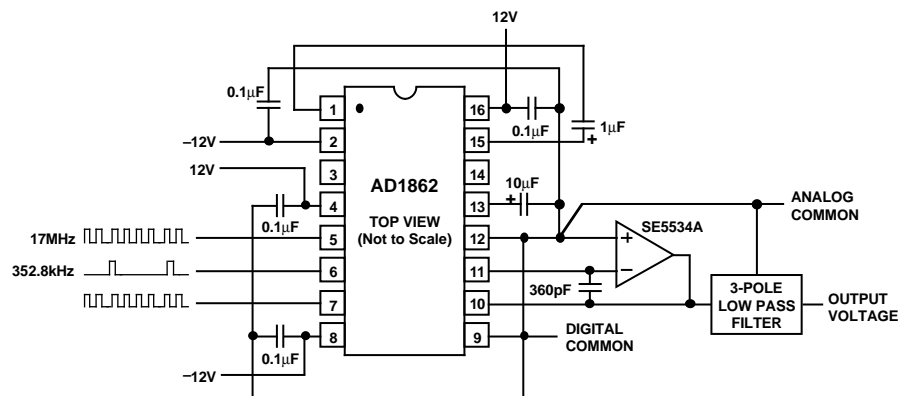 12V
0.1µF
–12V
12V
0.1µF
17MHz
352.8kHz
0.1µF
–12V
1
2
3
4
5
6
7
8
AD1862
TOP VIEW
(Not to Scale)
16
15
14
13
12
11
10
9
0.1µF
1µF
+
10µF
+
SE5534A
+
–
360pF
DIGITAL
COMMON
ANALOG
COMMON
3-POLE
LOW PASS
FILTER
OUTPUT
VOLTAGE